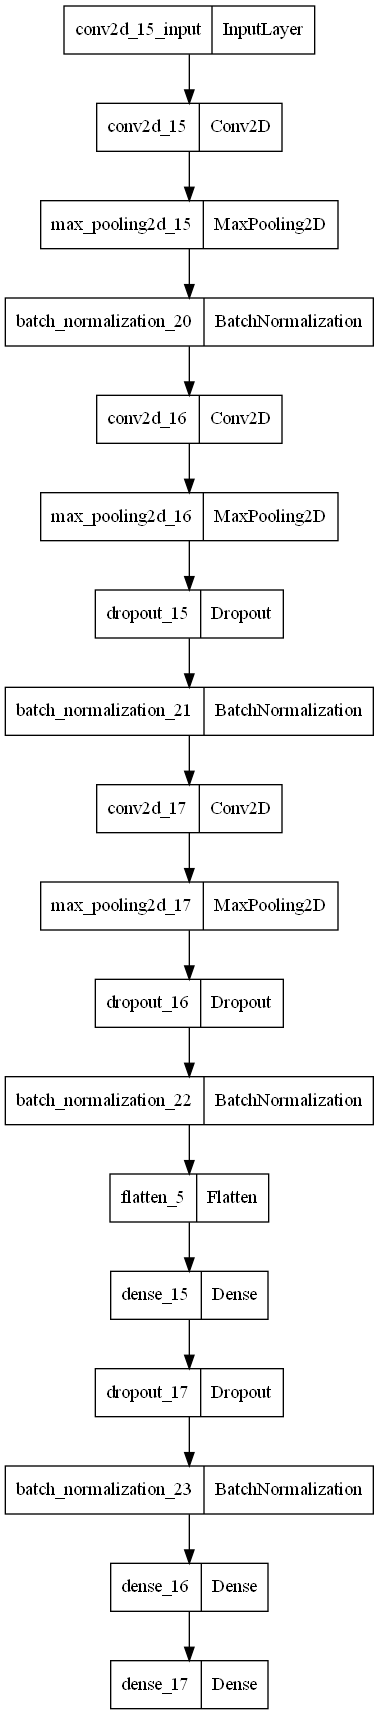 conv2d_15_input InputLayer
conv2d_15 Conv2D
max_pooling2d_15 MaxPooling2D
batch_normalization_20 BatchNormalization
conv2d_16 Conv2D
max_pooling2d_16 MaxPooling2D
dropout_15 Dropout
batch_normalization_21 BatchNormalization
conv2d_17 Conv2D
max_pooling2d_17 MaxPooling2D
dropout_16 Dropout
batch_normalization_22 BatchNormalization
flatten_5 Flatten
dense_15 Dense
dropout_17 Dropout
batch_normalization_23 BatchNormalization
dense_16 Dense
dense_17 Dense